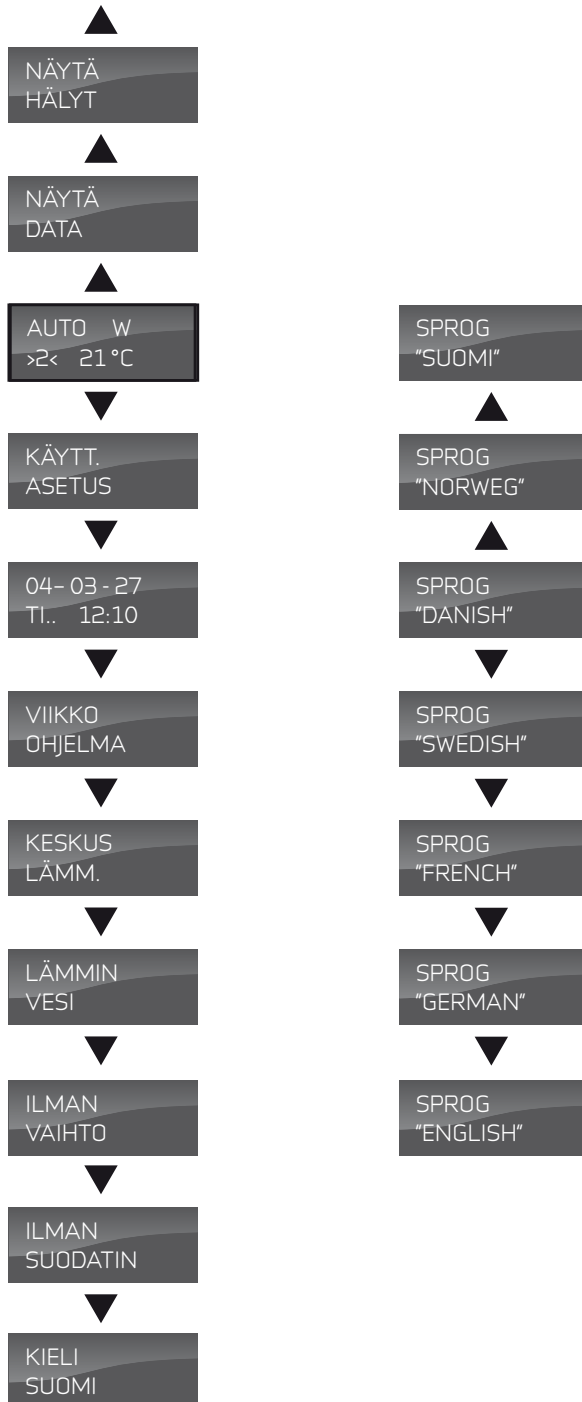 NÄYTÄ
HÄLYT
NÄYTÄ
DATA
AUTO W
>2< 21°C
KÄYTT.
ASETUS
04- 03 - 27
TI.. 12:10
VIIKKO
OHJELMA
KESKUS
LÄMM.
LÄMMIN
VESI
ILMAN
VAIHTO
ILMAN
SUODATIN
KIELI
SUOMI
SPROG
"SUOMI"
SPROG
"NORWEG"
SPROG
"DANISH"
SPROG
"SWEDISH"
SPROG
"FRENCH"
SPROG
"GERMAN"
SPROG
"ENGLISH"